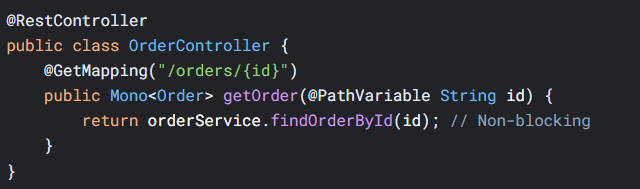 @RestController
public class OrderController {
    @GetMapping("/orders/{id}")
    public Mono<Order> getOrder(@PathVariable String id) {
        return orderService.findOrderById(id); // Non-blocking
    }
}